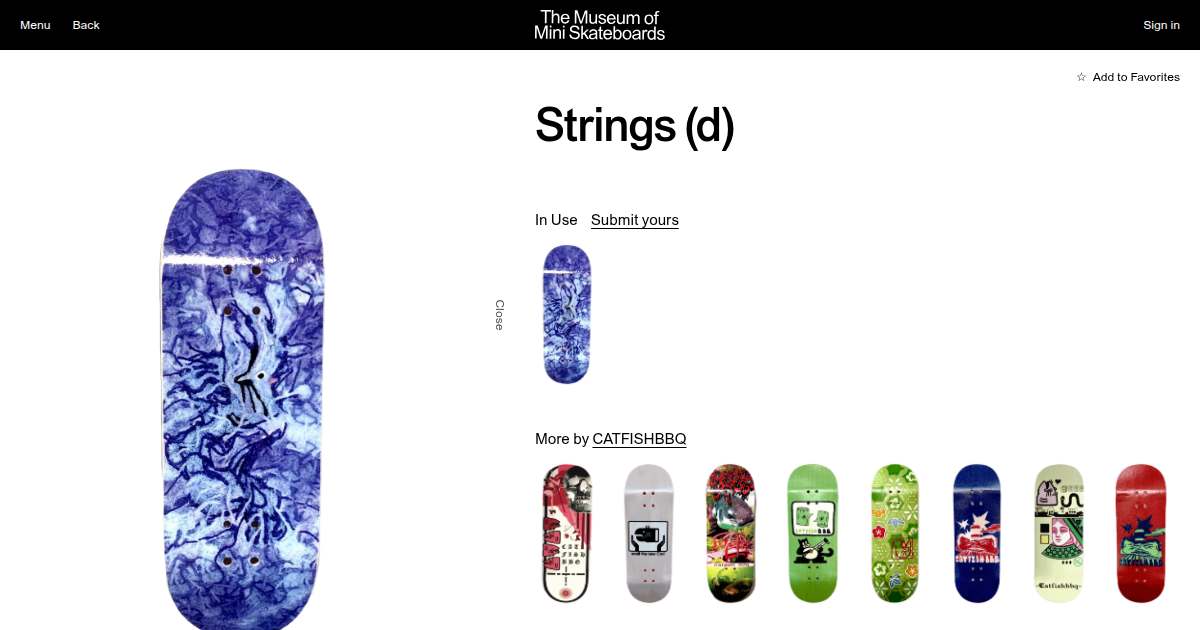 Menu
Back
The Museum of
Mini Skateboards
Sign in
☆ Add to Favorites
Strings (d)
In Use
Submit yours
Close
More by CATFISHBBQ
Catfishbbq